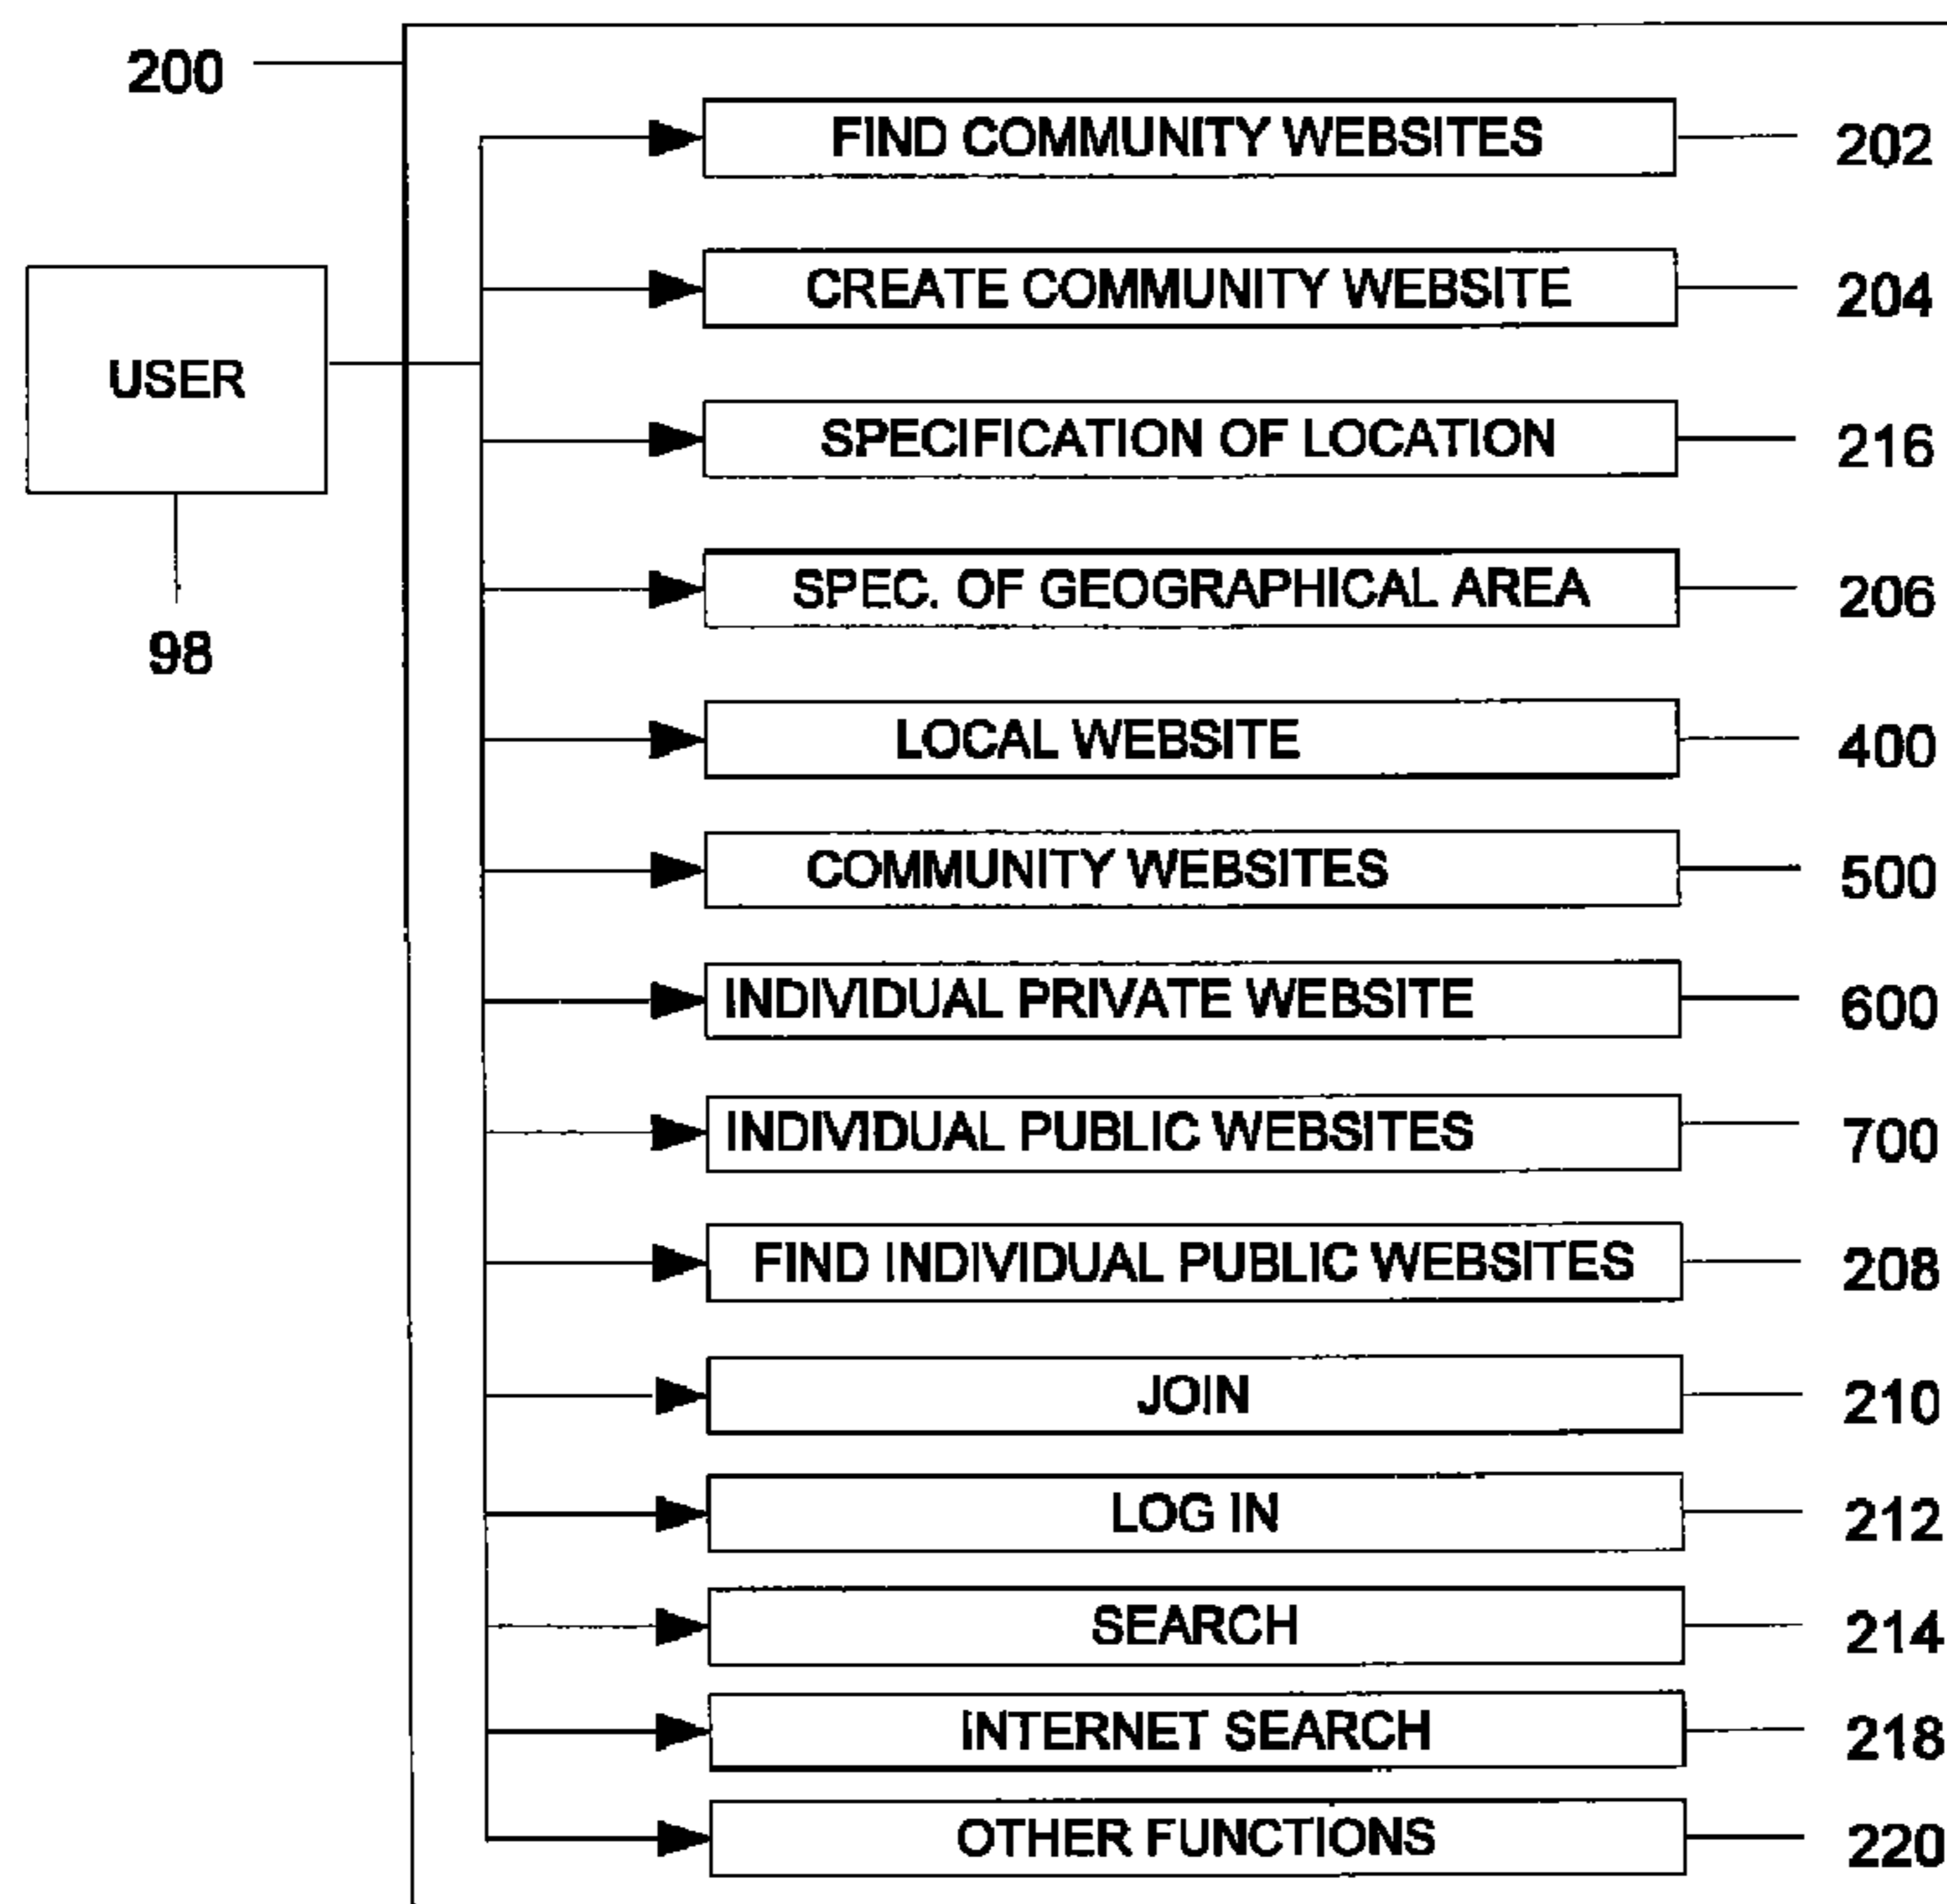 200
FIND COMMUNITY WEBSITES 202
CREATE COMMUNITY WEBSITE 204
USER
SPECIFICATION OF LOCATION 216
SPEC. OF GEOGRAPHICAL AREA 206
98
LOCAL WEBSITE 400
COMMUNITY WEBSITES 500
INDIVIDUAL PRIVATE WEBSITE 600
INDIVIDUAL PUBLIC WEBSITES 700
FIND INDIVIDUAL PUBLIC WEBSITES 208
JOIN 210
LOG IN 212
SEARCH 214
INTERNET SEARCH 218
OTHER FUNCTIONS 220